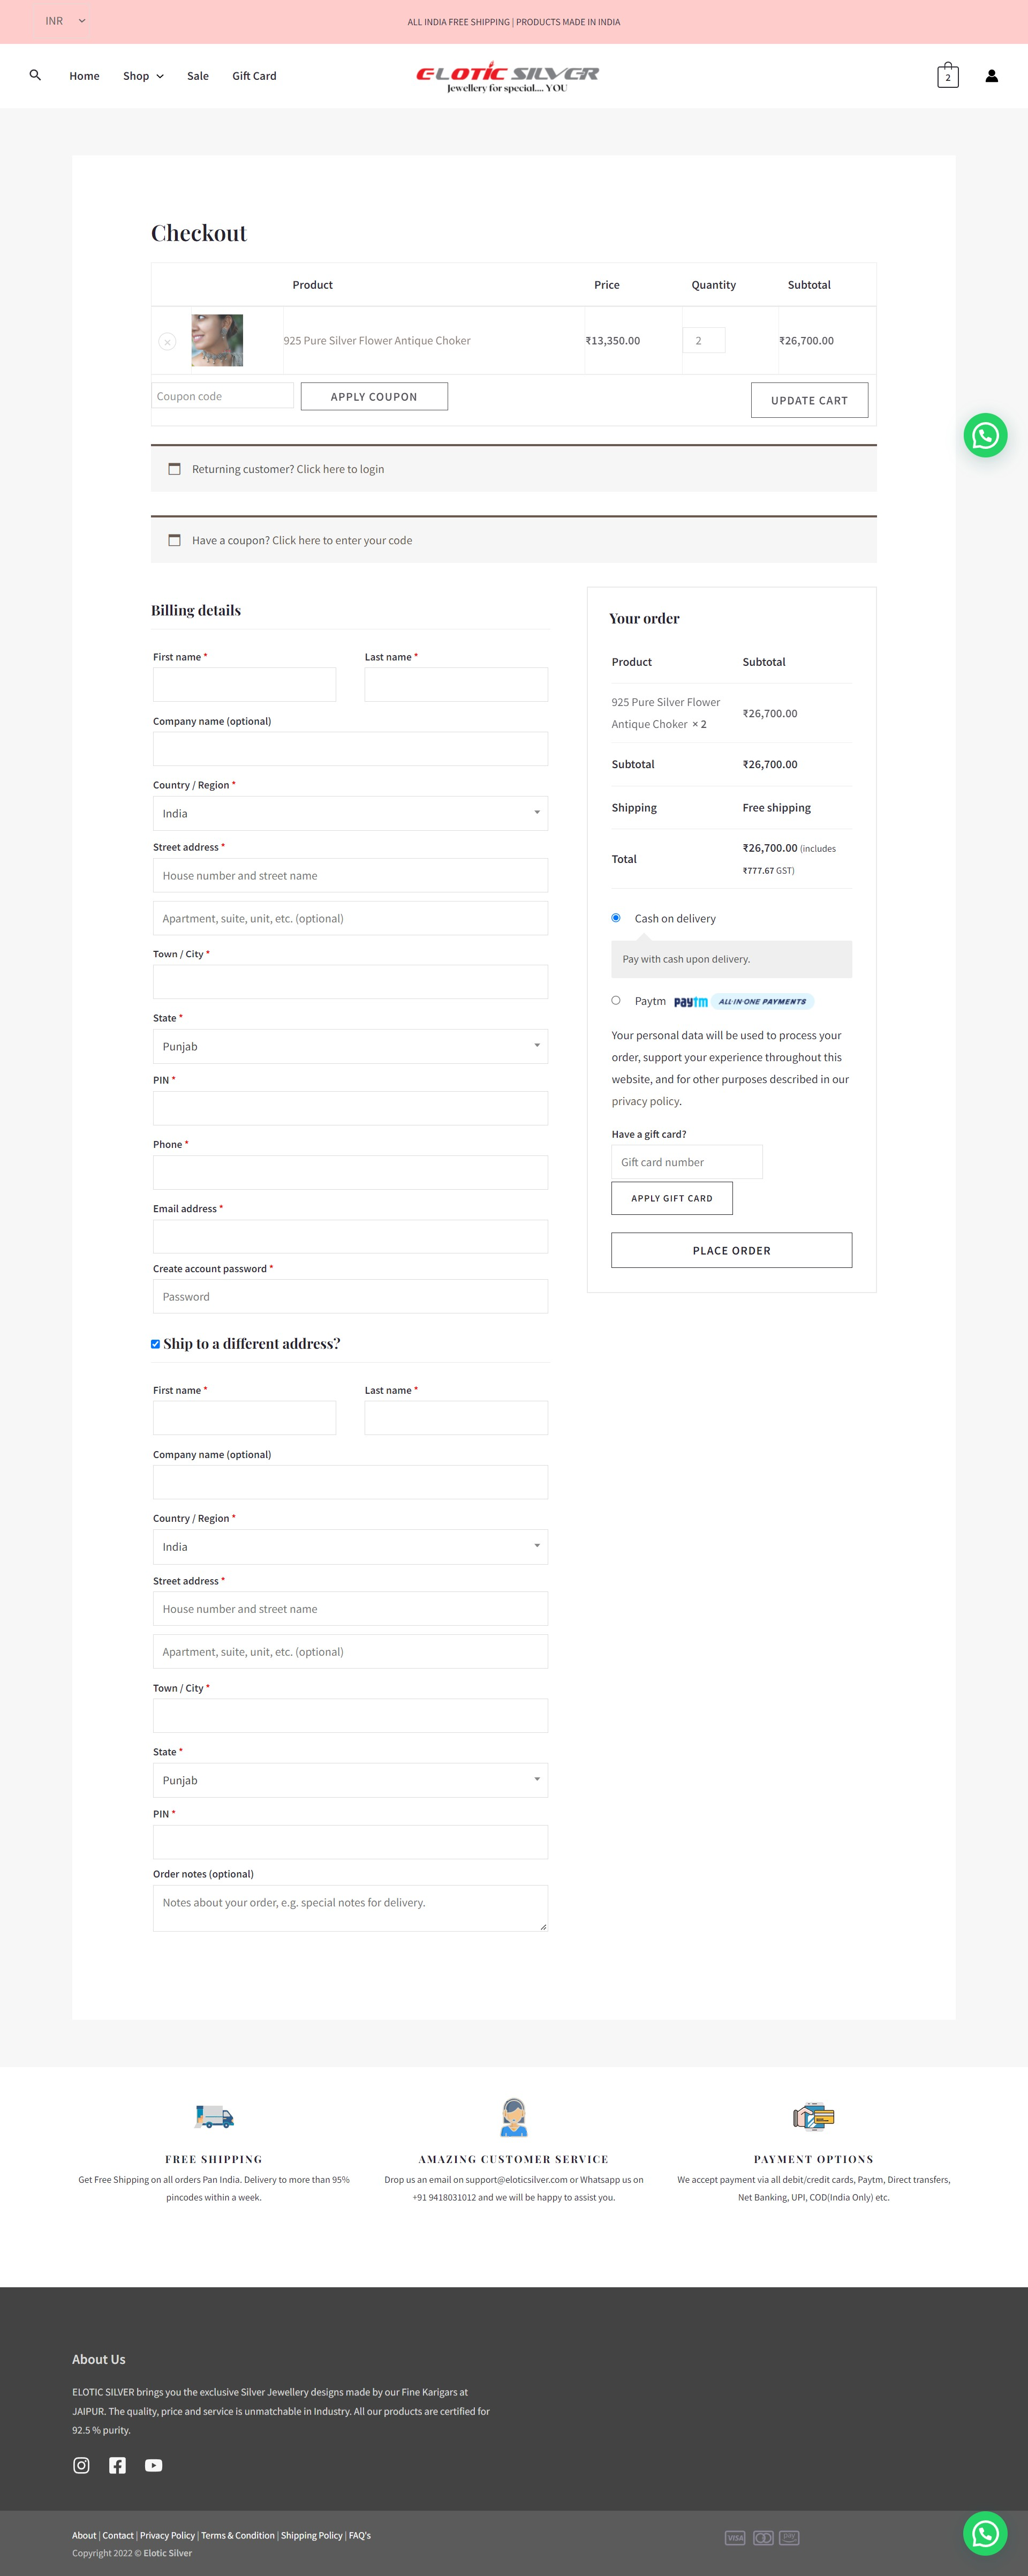 INR
ALL INDIA FREE SHIPPING | PRODUCTS MADE IN INDIA
Home
Shop
Sale
Gift Card
ELOTIC SILVER
Jewellery for special.... YOU
2
Checkout
Product Price Quantity Subtotal
× 925 Pure Silver Flower Antique Choker ₹13,350.00 2 ₹26,700.00
Coupon code
APPLY COUPON
UPDATE CART
Returning customer? Click here to login
Have a coupon? Click here to enter your code
Billing details
First name * Last name *
Company name (optional)
Country / Region *
India
Street address *
House number and street name
Apartment, suite, unit, etc. (optional)
Town / City *
State *
Punjab
PIN *
Phone *
Email address *
Create account password *
Password
Ship to a different address?
First name * Last name *
Company name (optional)
Country / Region *
India
Street address *
House number and street name
Apartment, suite, unit, etc. (optional)
Town / City *
State *
Punjab
PIN *
Order notes (optional)
Notes about your order, e.g. special notes for delivery.
Your order
Product Subtotal
925 Pure Silver Flower
Antique Choker × 2
₹26,700.00
Subtotal ₹26,700.00
Shipping Free shipping
Total
₹26,700.00 (includes
₹777.67 GST)
Cash on delivery
Pay with cash upon delivery.
Paytm paytm ALL-IN-ONE PAYMENTS
Your personal data will be used to process your
order, support your experience throughout this
website, and for other purposes described in our
privacy policy.
Have a gift card?
Gift card number
APPLY GIFT CARD
PLACE ORDER
FREE SHIPPING
Get Free Shipping on all orders Pan India. Delivery to more than 95%
pincodes within a week.
AMAZING CUSTOMER SERVICE
Drop us an email on support@eloticsilver.com or Whatsapp us on
+91 9418031012 and we will be happy to assist you.
PAYMENT OPTIONS
We accept payment via all debit/credit cards, Paytm, Direct transfers,
Net Banking, UPI, COD(India Only) etc.
About Us
ELOTIC SILVER brings you the exclusive Silver Jewellery designs made by our Fine Karigars at
JAIPUR. The quality, price and service is unmatchable in Industry. All our products are certified for
92.5 % purity.
About | Contact | Privacy Policy | Terms & Condition | Shipping Policy | FAQ's
Copyright 2022 © Elotic Silver
VISA
pay